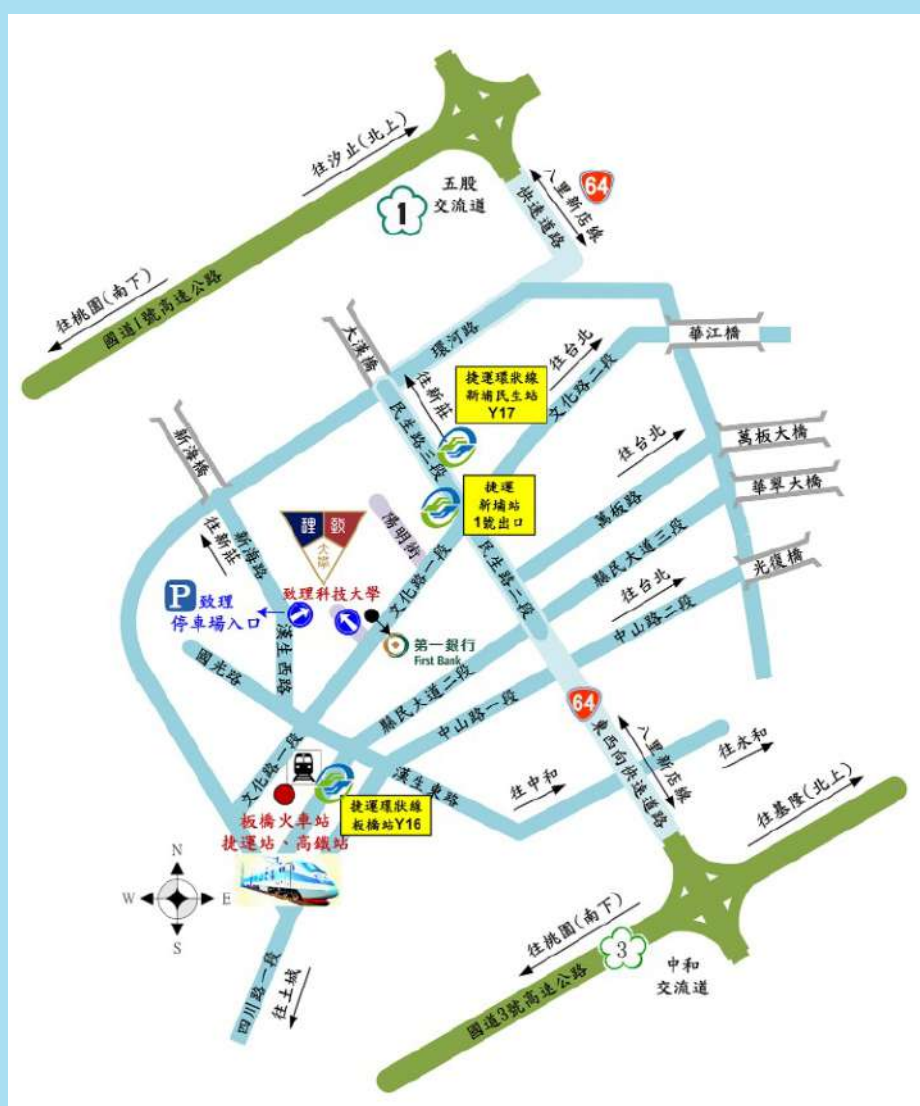 往汐止(北上)
五股
交流道
1
64
八里新店線
快速道路
往桃園(南下)
國道1號高速公路
大漢橋
環河路
往台北
華江橋
往新莊
捷運環狀線
新埔民生站
Y17
文化路二段
民生路三段
新海橋
往台北
萬板大橋
捷運
新埔站
1號出口
華翠大橋
萬板路
陽明街
理致
大學
往新莊
新海路
文化路一段
民生路二段
縣民大道三段
光復橋
往台北
P
致理
停車場入口
致理科技大學
中山路二段
第一銀行
First Bank
漢生西路
國光路
縣民大道二段
中山路一段
64
東西向快速道路
八里新店線
文化路一段
漢生東路
往中和
往永和
捷運環狀線
板橋站Y16
板橋火車站
捷運站、高鐵站
往基隆(北上)
N
W
E
S
往桃園(南下)
3
中和
交流道
國道3號高速公路
四川路一段
往土城